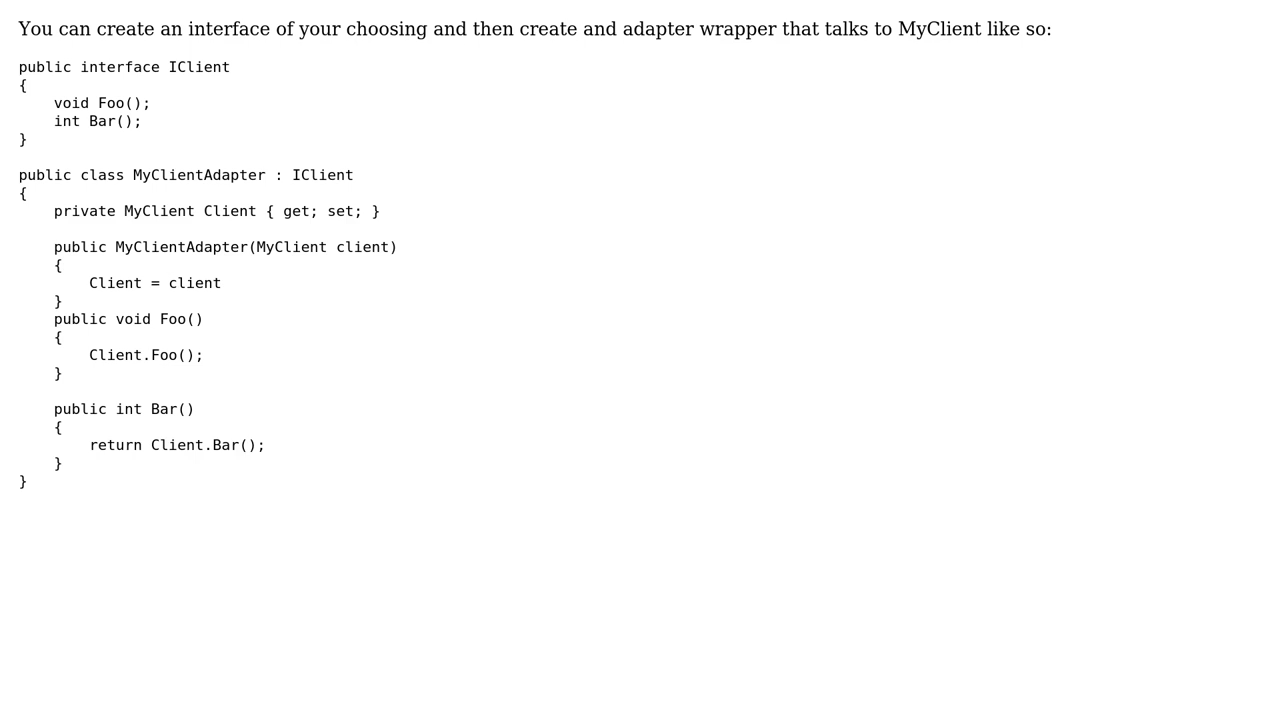 You can create an interface of your choosing and then create and adapter wrapper that talks to MyClient like so:
public interface IClient
{
    void Foo();
    int Bar();
}
public class MyClientAdapter : IClient
{
    private MyClient Client { get; set; }
    public MyClientAdapter(MyClient client)
    {
        Client = client
    }
    public void Foo()
    {
        Client.Foo();
    }
    public int Bar()
    {
        return Client.Bar();
    }
}